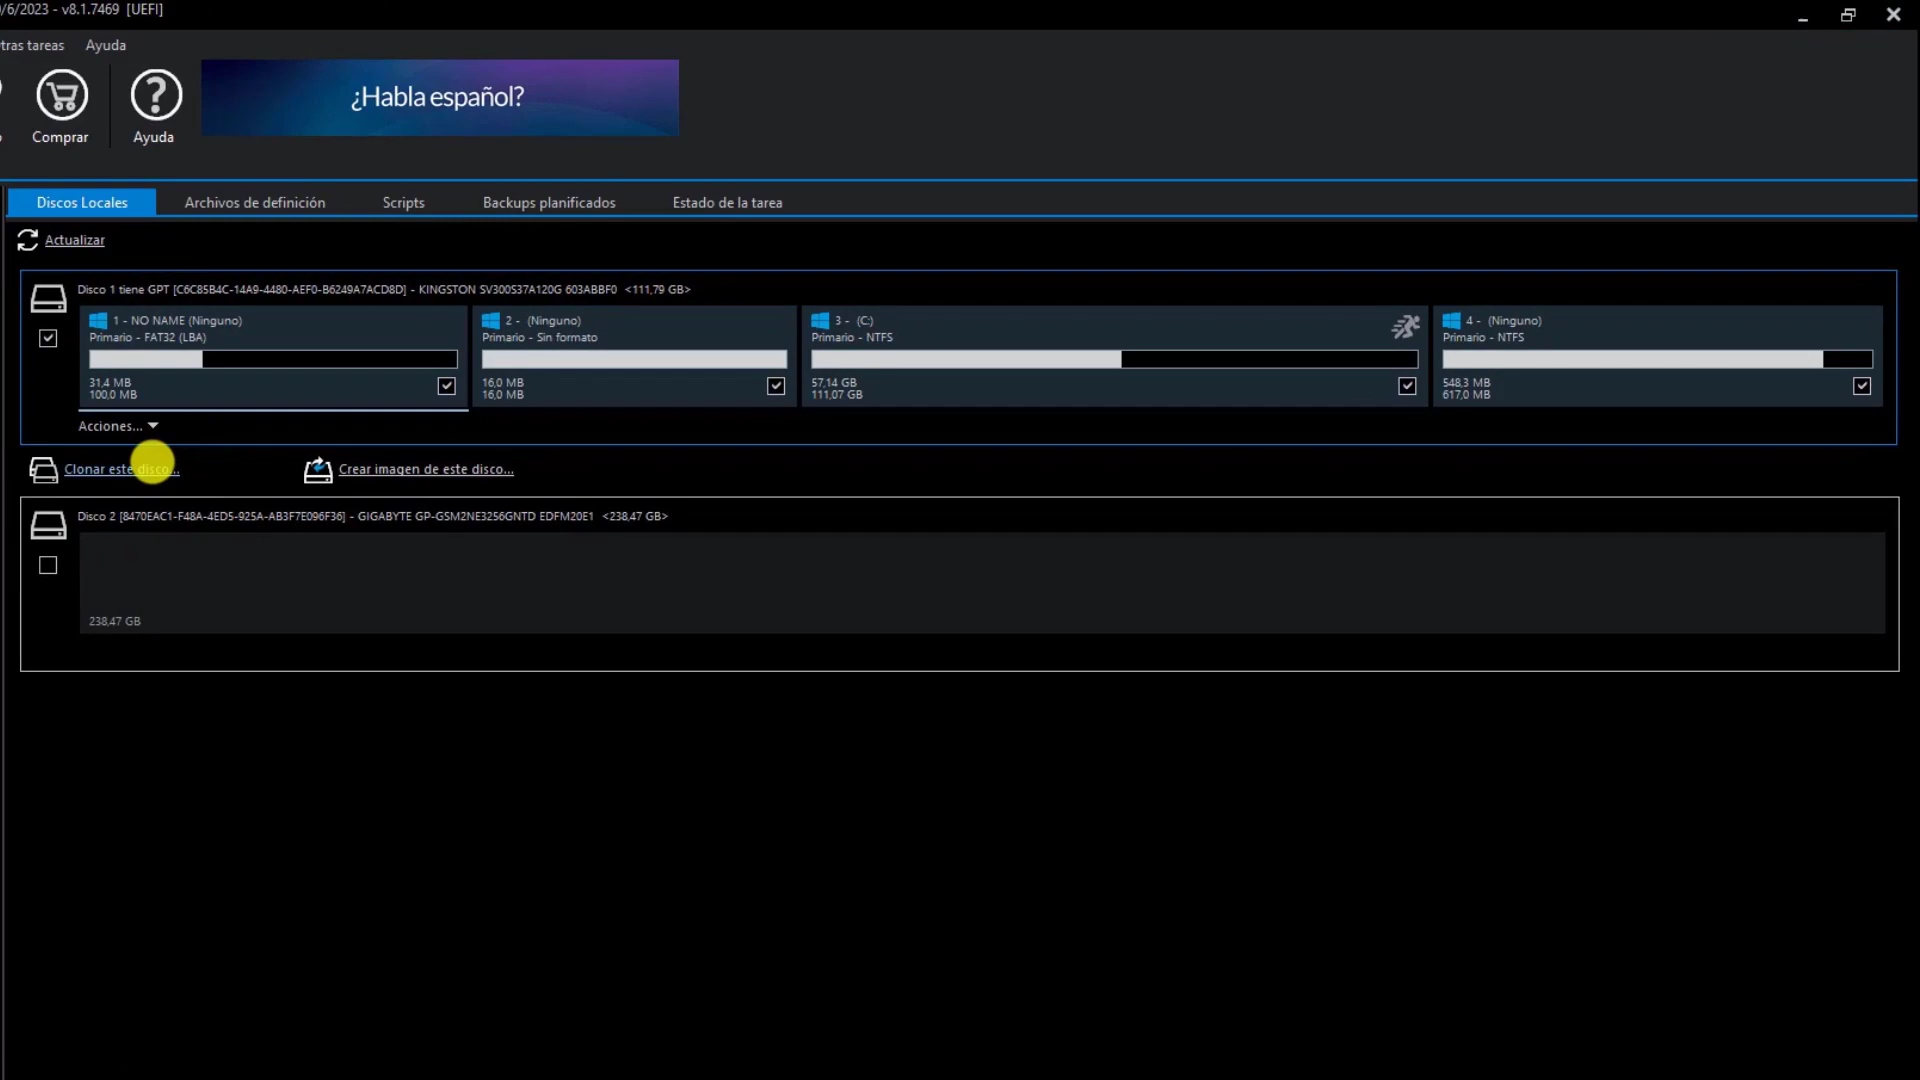 /6/2023 - v8.1.7469 [UEFI]
tras tareas Ayuda
Comprar
Ayuda
¿Habla español?
Discos Locales
Archivos de definición
Scripts
Backups planificados
Estado de la tarea
Actualizar
Disco 1 tiene GPT [C6C85B4C-14A9-4480-AEF0-B6249A7ACD8D] - KINGSTON SV300S37A120G 603ABBF0 <111,79 GB>
1 - NO NAME (Ninguno)
Primario - FAT32 (LBA)
31,4 MB
100,0 MB
2 - (Ninguno)
Primario - Sin formato
16,0 MB
16,0 MB
3 - (C:)
Primario - NTFS
57,14 GB
111,07 GB
4 - (Ninguno)
Primario - NTFS
548,3 MB
617,0 MB
Acciones...
Clonar este disco...
Crear imagen de este disco...
Disco 2 [8470EAC1-F48A-4ED5-925A-AB3F7E096F36] - GIGABYTE GP-GSM2NE3256GNTD EDFM20E1 <238,47 GB>
238,47 GB